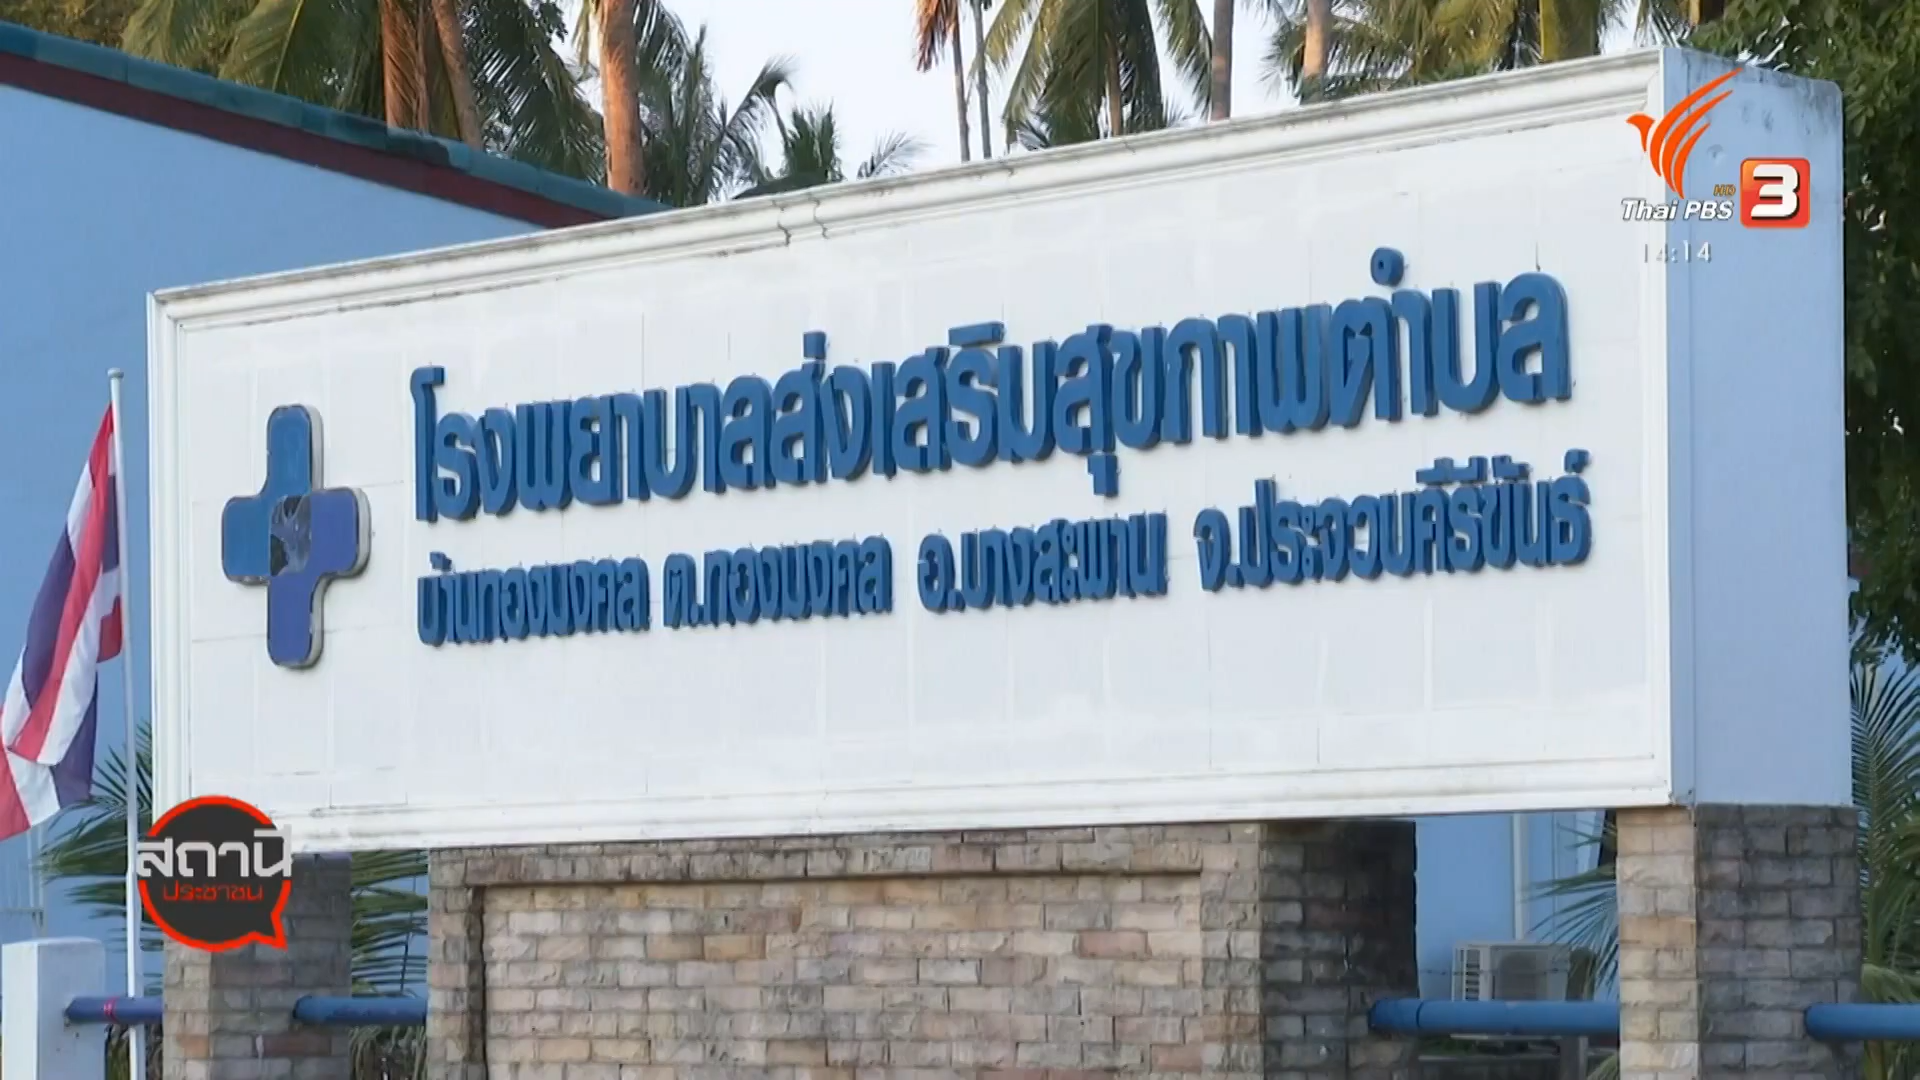 Thai PBS HD 3
14:14
โรงพยาบาลส่งเสริมสุขภาพตำบล
บ้านทองมงคล ต.ทองมงคล อ.บางสะพาน จ.ประจวบคีรีขันธ์
สถานี
ประชาชน